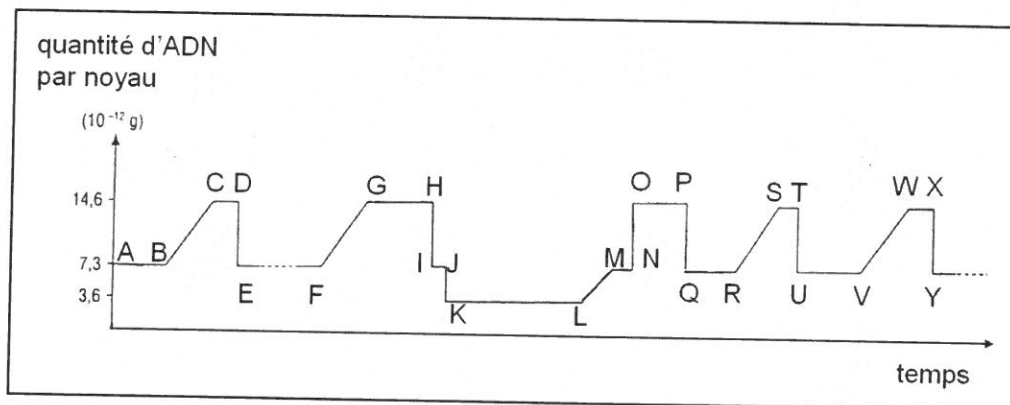 quantité d'ADN
par noyau
(10⁻¹² g)
C D G H O P S T W X
14,6
A B I J M N
7,3
E F Q R U V Y
3,6
K L
temps